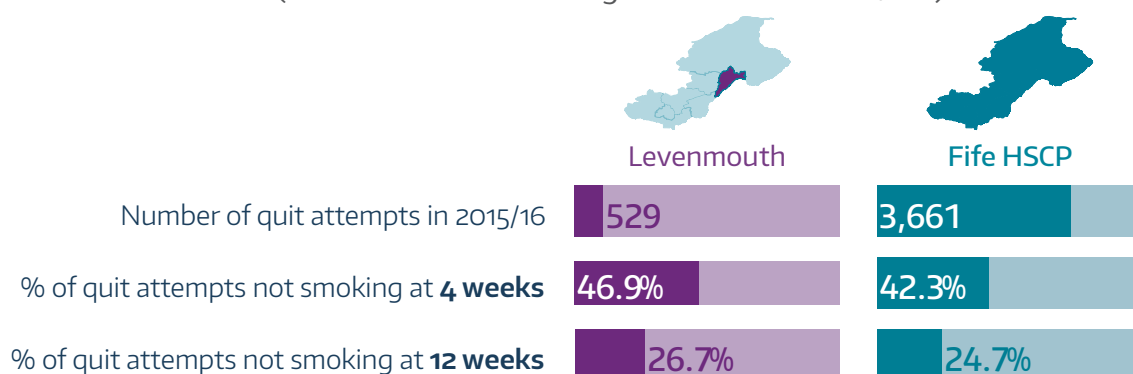 Levenmouth Fife HSCP
Number of quit attempts in 2015/16 529 3,661
% of quit attempts not smoking at 4 weeks 46.9% 42.3%
% of quit attempts not smoking at 12 weeks 26.7% 24.7%